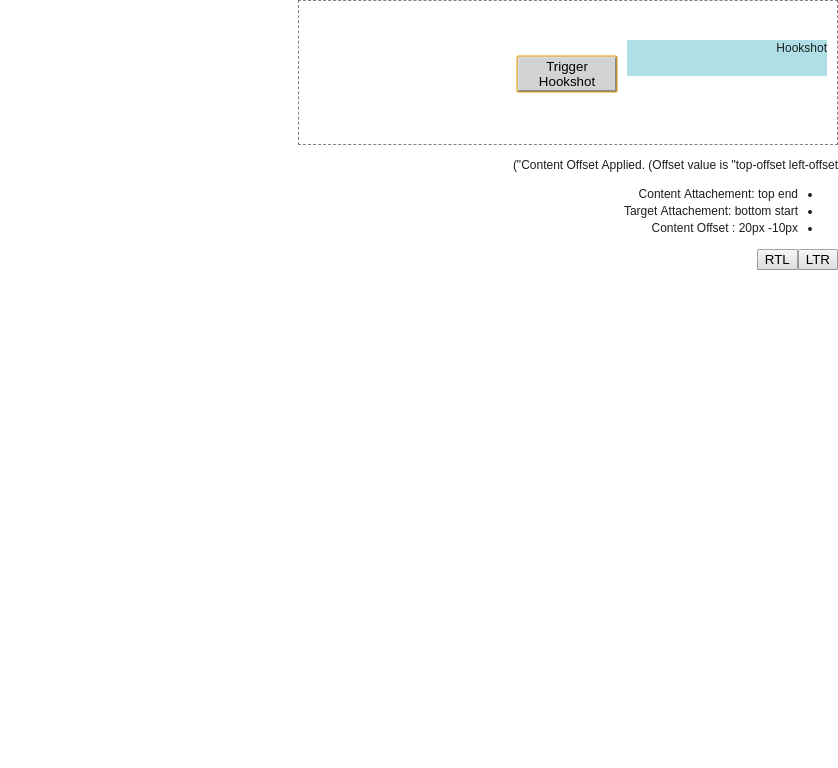 Hookshot
Trigger
Hookshot
("Content Offset Applied. (Offset value is "top-offset left-offset
Content Attachement: top end
Target Attachement: bottom start
Content Offset : 20px -10px
RTL LTR